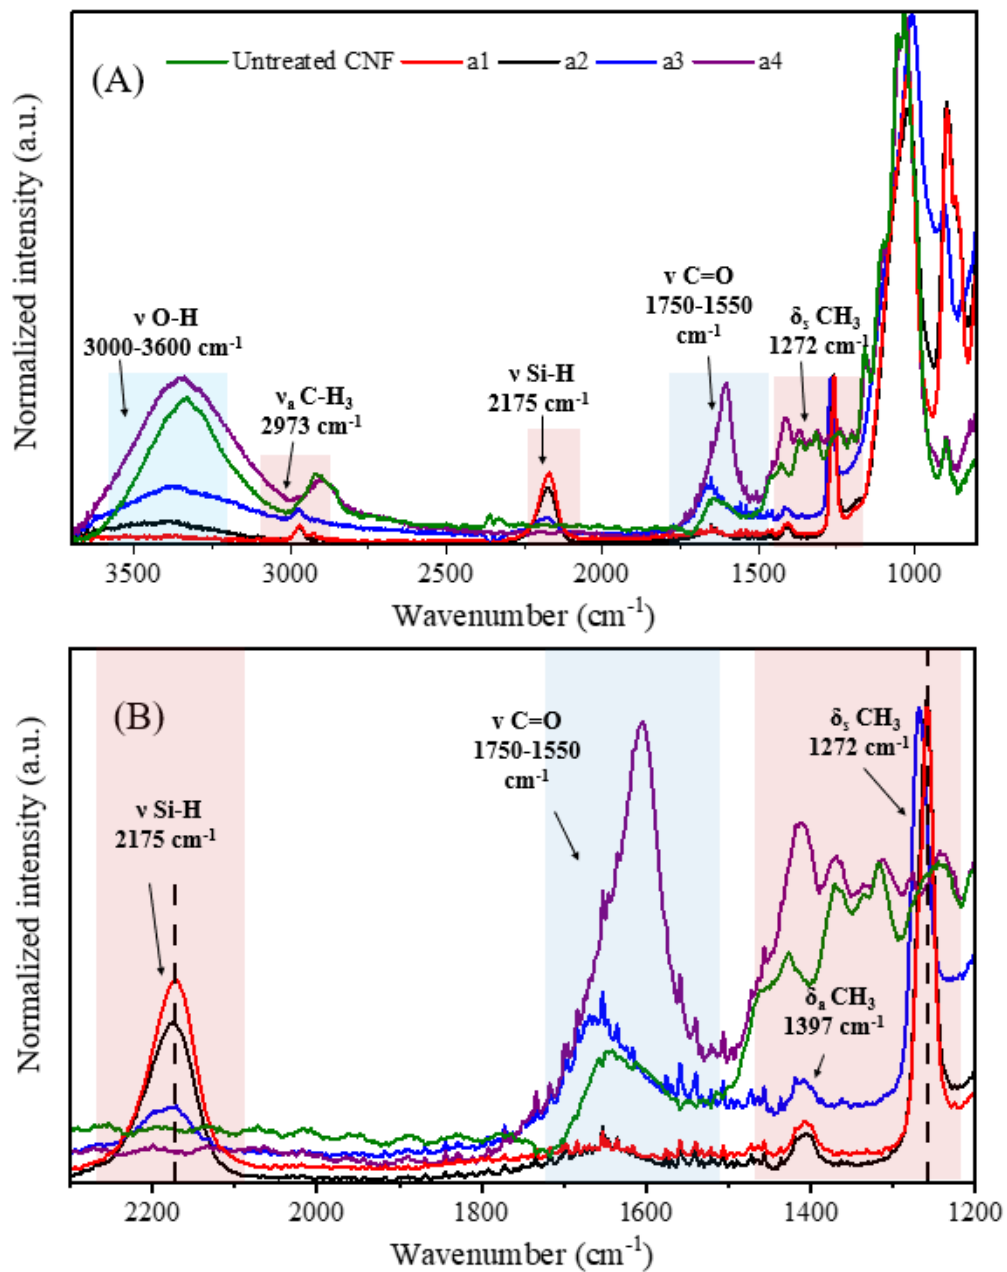 Normalized intensity (a.u.)
(A)
Untreated CNF a1 a2 a3 a4
ν O-H
3000-3600 cm⁻¹
νₐ C-H₃
2973 cm⁻¹
ν Si-H
2175 cm⁻¹
ν C=O
1750-1550
cm⁻¹
δₛ CH₃
1272 cm⁻¹
3500 3000 2500 2000 1500 1000
Wavenumber (cm⁻¹)
Normalized intensity (a.u.)
(B)
ν Si-H
2175 cm⁻¹
ν C=O
1750-1550
cm⁻¹
δₛ CH₃
1272 cm⁻¹
δₐ CH₃
1397 cm⁻¹
2200 2000 1800 1600 1400 1200
Wavenumber (cm⁻¹)